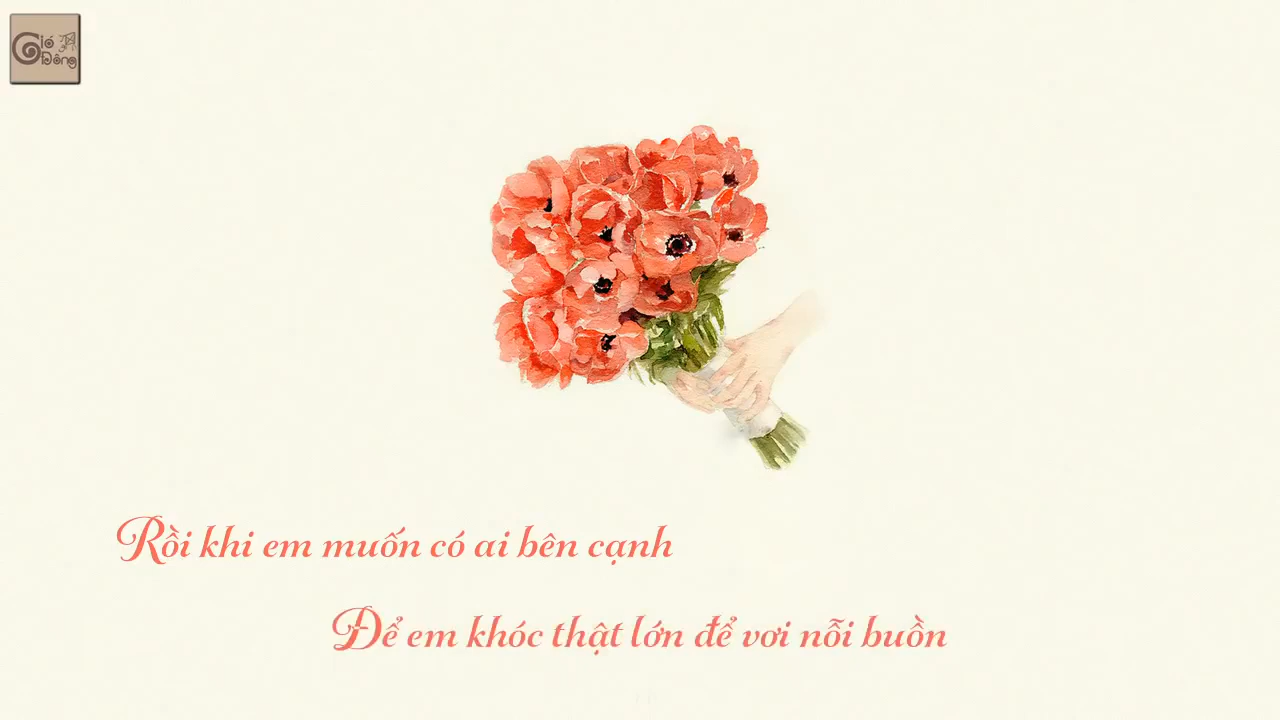 Gió
Đông
Rồi khi em muốn có ai bên cạnh
Để em khóc thật lớn để vơi nỗi buồn